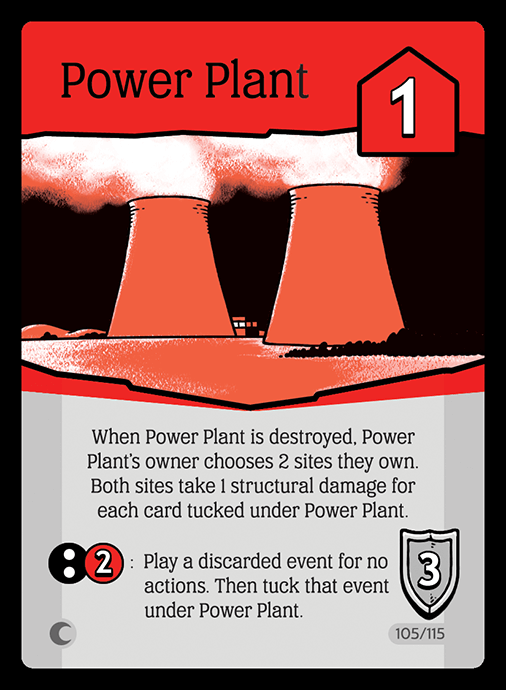 Power Plant
1
When Power Plant is destroyed, Power
Plant's owner chooses 2 sites they own.
Both sites take 1 structural damage for
each card tucked under Power Plant.
2 : Play a discarded event for no
actions. Then tuck that event
under Power Plant.
3
105/115